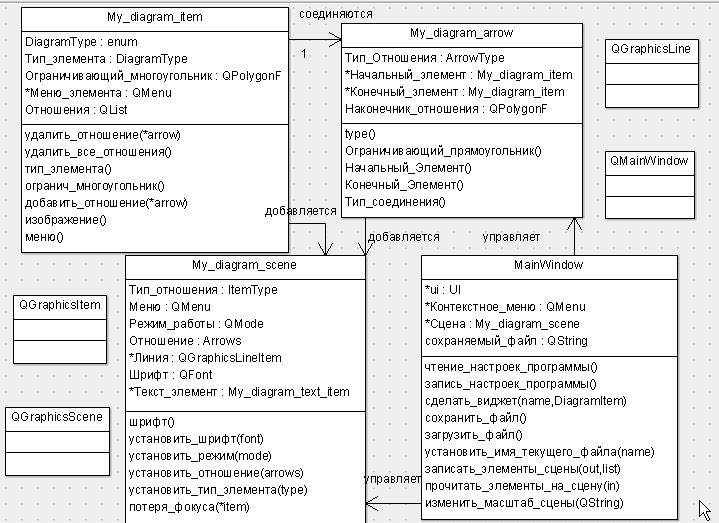 My_diagram_item
DiagramType : enum
Тип_элемента : DiagramType
Ограничивающий_многоугольник : QPolygonF
*Меню_элемента : QMenu
Отношения : QList
удалить_отношение(*arrow)
удалить_все_отношения()
тип_элемента()
огранич_многоугольник()
добавить_отношение(*arrow)
изображение()
меню()
соединяются
1
My_diagram_arrow
Тип_Отношения : ArrowType
*Начальный_элемент : My_diagram_item
*Конечный_элемент : My_diagram_item
Наконечник_отношения : QPolygonF
type()
Ограничивающий_прямоугольник()
Начальный_Элемент()
Конечный_Элемент()
Тип_соединения()
QGraphicsLine
QMainWindow
добавляется
добавляется
управляет
My_diagram_scene
Тип_отношения : ItemType
Меню : QMenu
Режим_работы : QMode
Отношение : Arrows
*Линия : QGraphicsLineItem
Шрифт : QFont
*Текст_элемент : My_diagram_text_item
шрифт()
установить_шрифт(font)
установить_режим(mode)
установить_отношение(arrows)
установить_тип_элемента(type)
потеря_фокуса(*item)
QGraphicsItem
QGraphicsScene
MainWindow
*ui : UI
*Контекстное_меню : QMenu
*Сцена : My_diagram_scene
сохраняемый_файл : QString
чтение_настроек_программы()
запись_настроек_программы()
сделать_виджет(name,DiagramItem)
сохранить_файл()
загрузить_файл()
установить_имя_текущего_файла(name)
записать_элементы_сцены(out,list)
прочитать_элементы_на_сцену(in)
изменить_масштаб_сцены(QString)
управляет